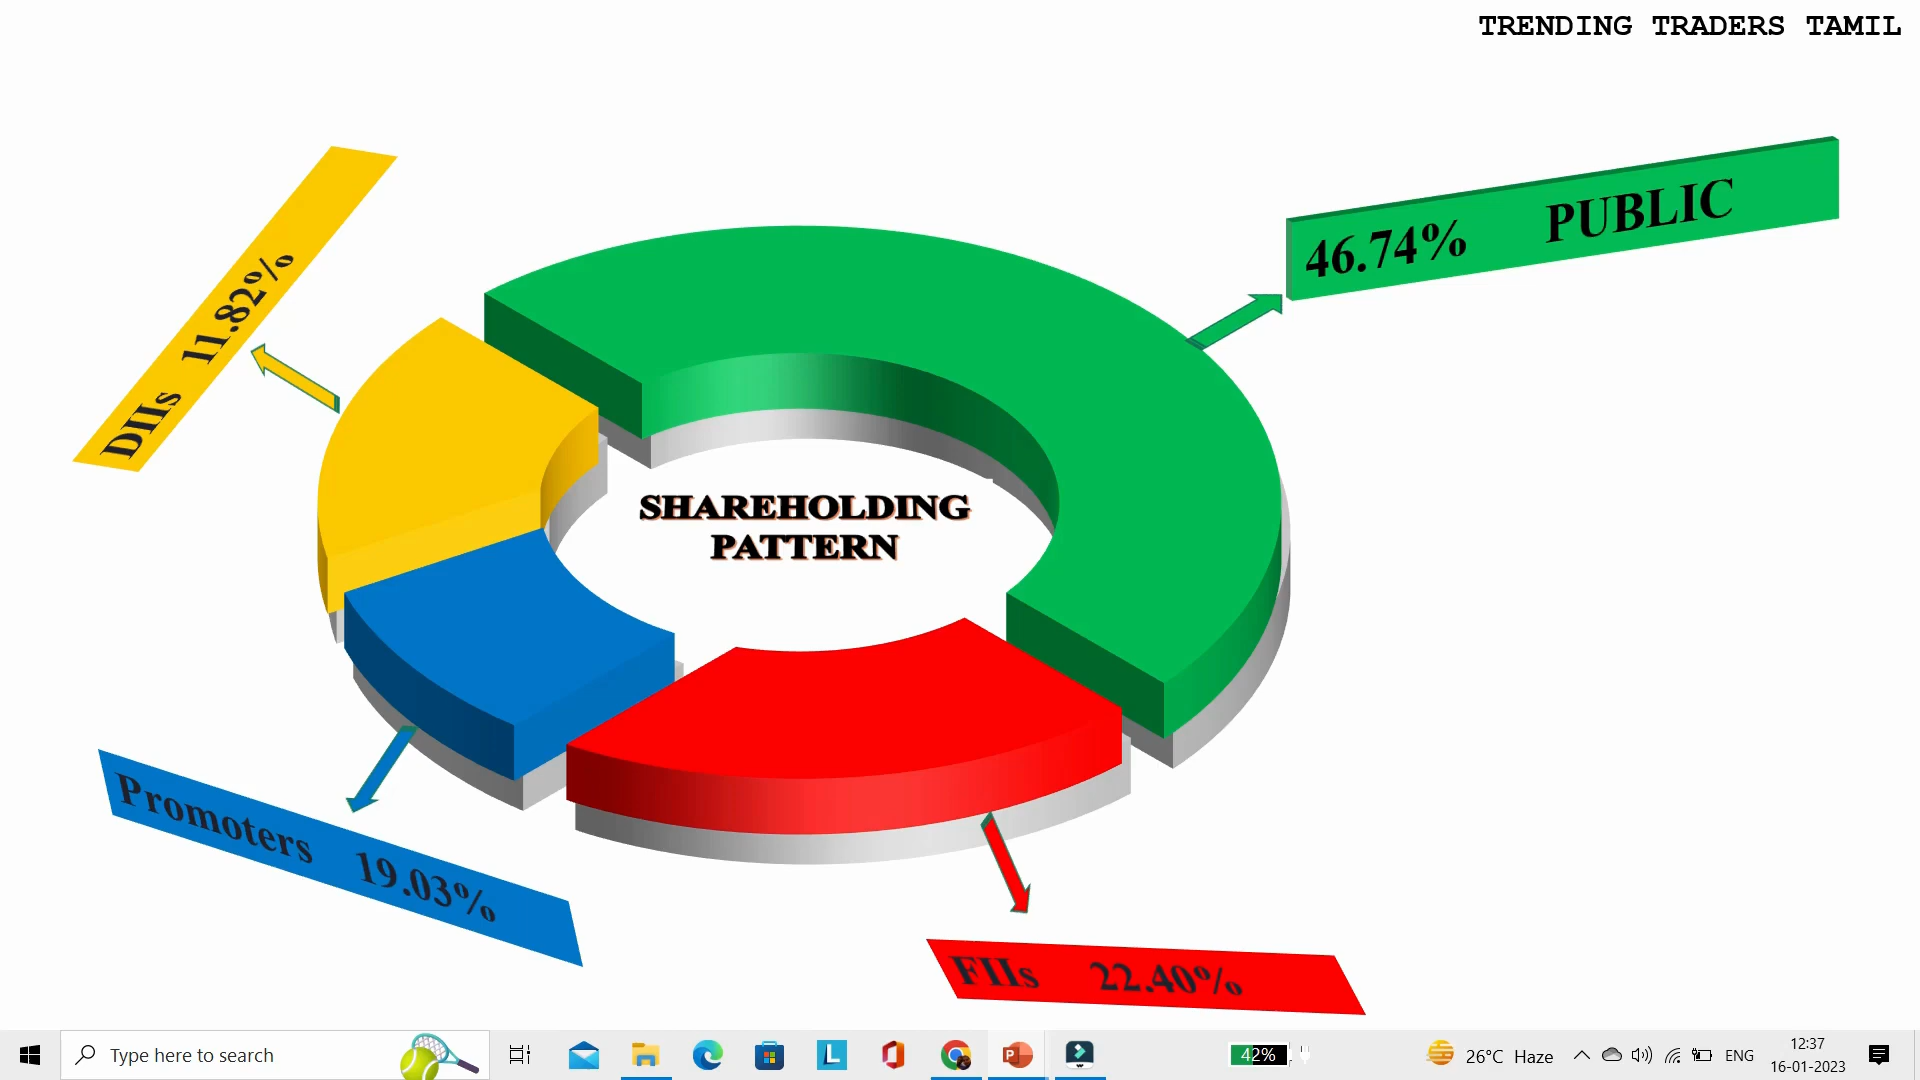 TRENDING TRADERS TAMIL
46.74% PUBLIC
DIIs 11.82%
SHAREHOLDING
PATTERN
Promoters 19.03%
FIIs 22.40%
Type here to search
42%
26°C Haze
ENG
12:37
16-01-2023